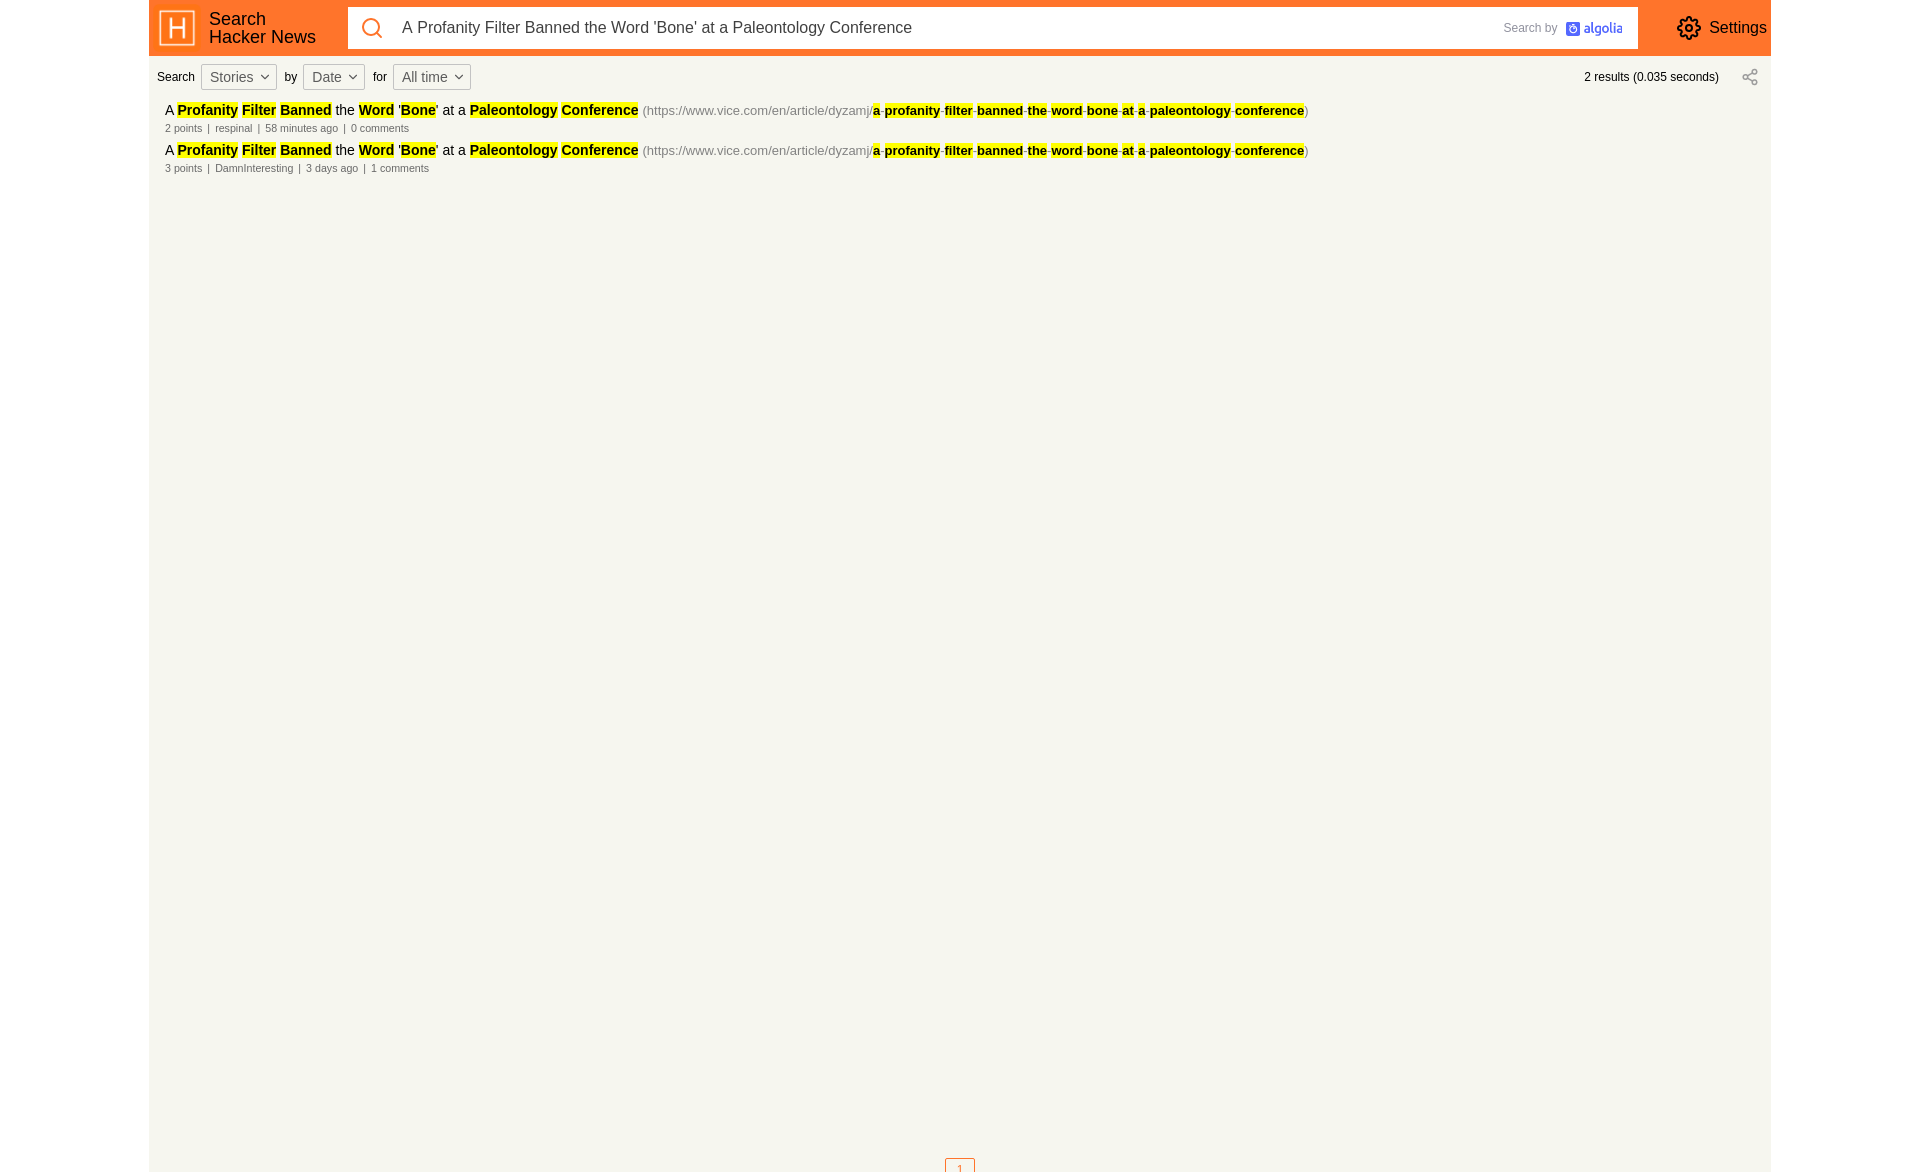 Search
Hacker News
A Profanity Filter Banned the Word 'Bone' at a Paleontology Conference
Search by algolia
Settings
Search Stories by Date for All time
2 results (0.035 seconds)
A Profanity Filter Banned the Word 'Bone' at a Paleontology Conference (https://www.vice.com/en/article/dyzamj/a-profanity-filter-banned-the-word-bone-at-a-paleontology-conference)
2 points | respinal | 58 minutes ago | 0 comments
A Profanity Filter Banned the Word 'Bone' at a Paleontology Conference (https://www.vice.com/en/article/dyzamj/a-profanity-filter-banned-the-word-bone-at-a-paleontology-conference)
3 points | DamnInteresting | 3 days ago | 1 comments
1